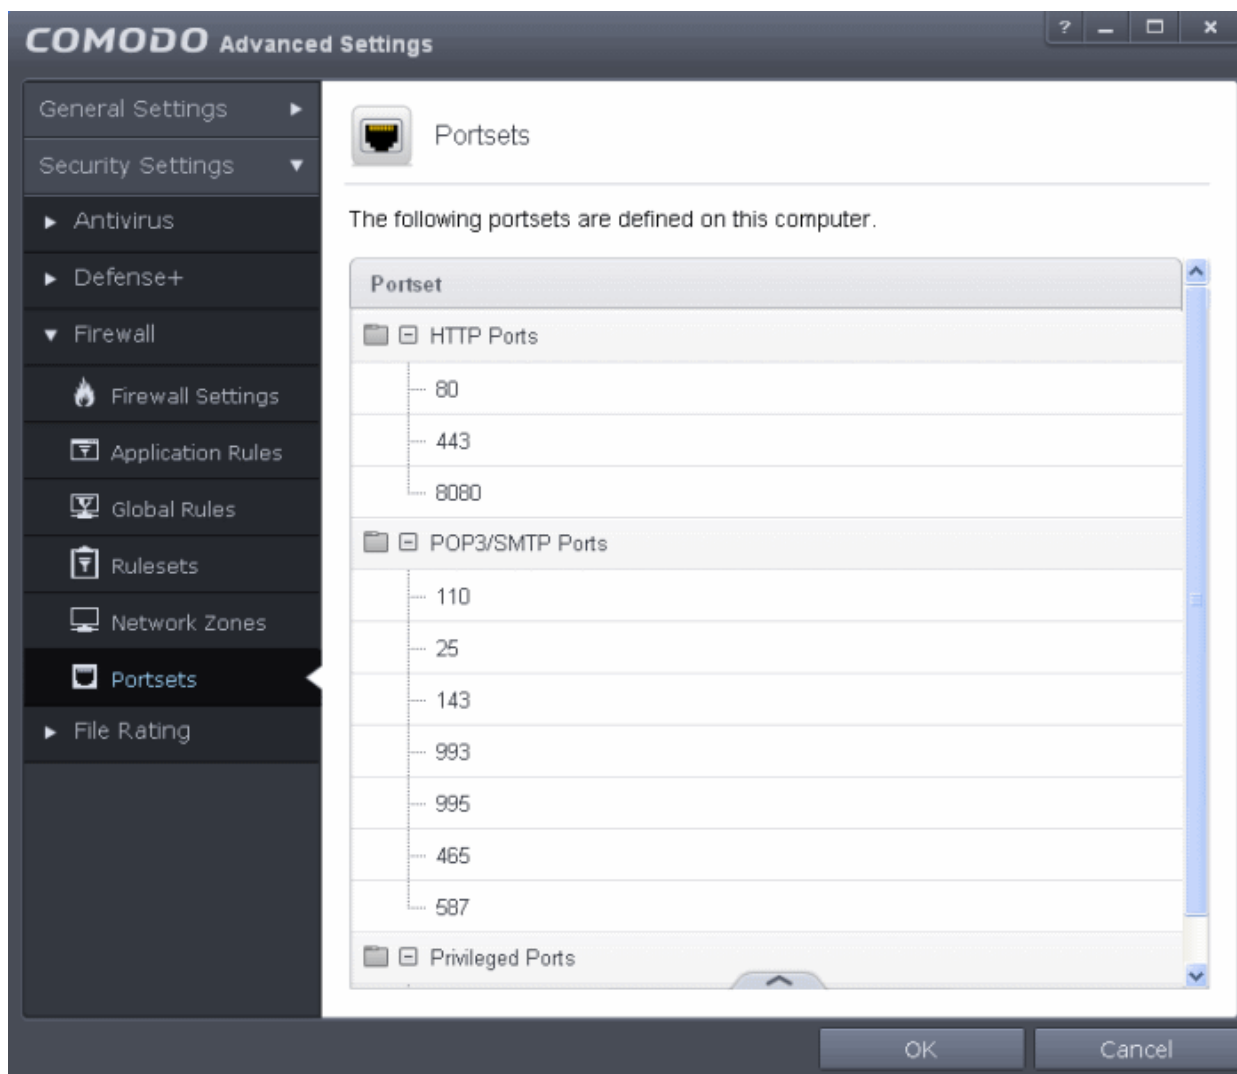 COMODO Advanced Settings
?
General Settings
Security Settings
Antivirus
Defense+
Firewall
Firewall Settings
Application Rules
Global Rules
Rulesets
Network Zones
Portsets
File Rating
Portsets
The following portsets are defined on this computer.
Portset
HTTP Ports
80
443
8080
POP3/SMTP Ports
110
25
143
993
995
465
587
Privileged Ports
OK
Cancel